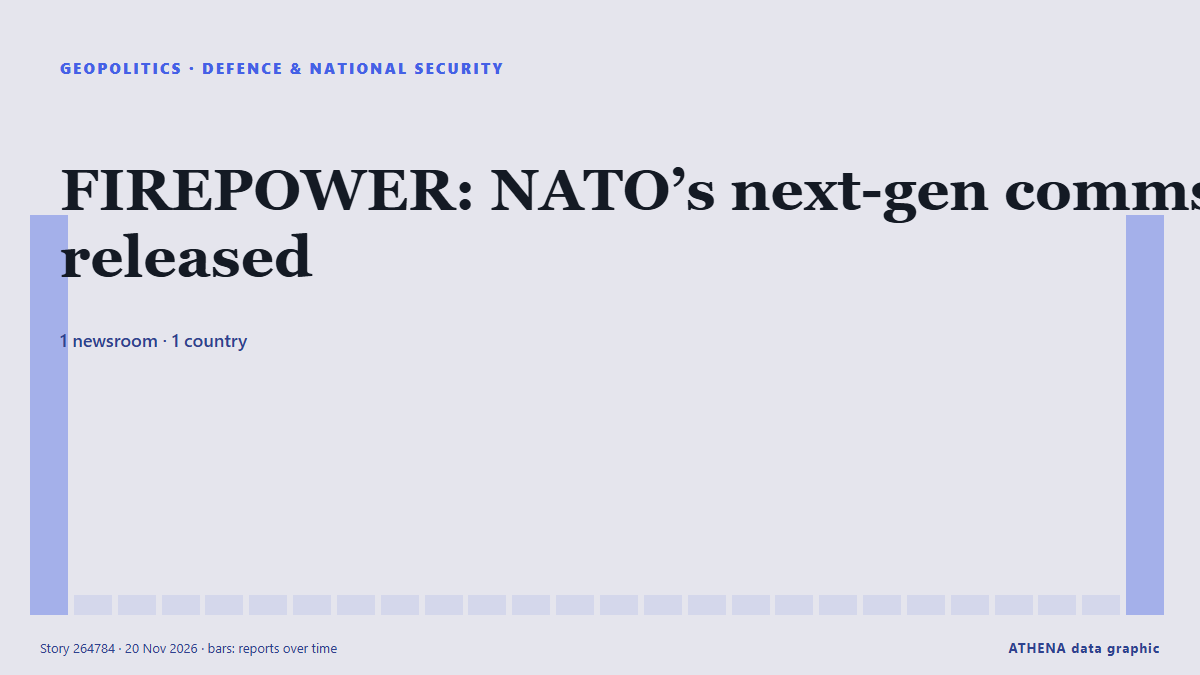 GEOPOLITICS · DEFENCE & NATIONAL SECURITY
FIREPOWER: NATO’s next-gen comms
released
1 newsroom · 1 country
Story 264784 · 20 Nov 2026 · bars: reports over time
ATHENA data graphic